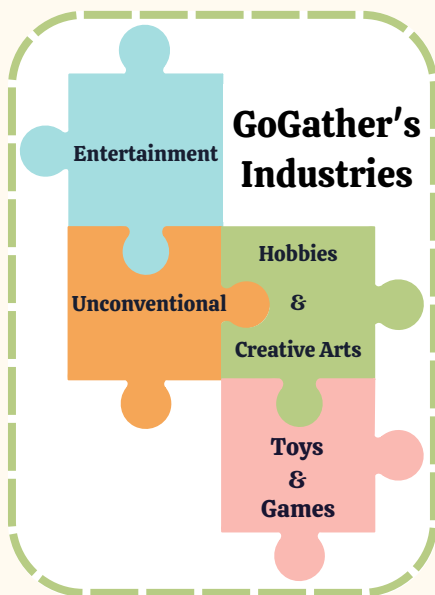 GoGather's
Industries
Entertainment
Unconventional
Hobbies
&
Creative Arts
Toys
&
Games